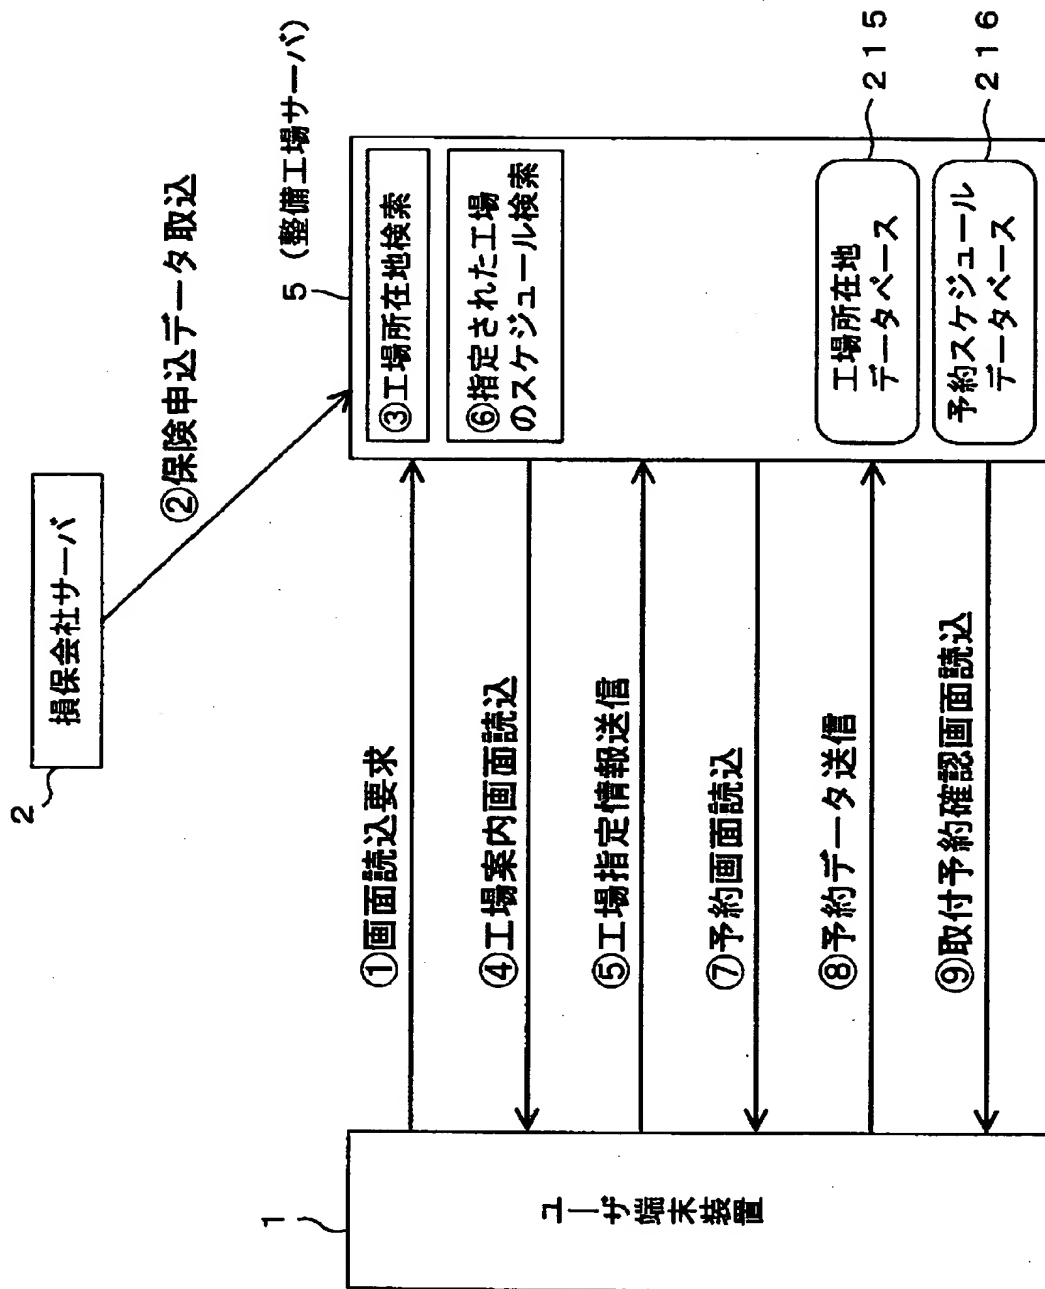 2
損保会社サーバ
②保険申込データ取込
5 (整備工場サーバ)
1
ユーザ端末装置
①画面読込要求
④工場案内画面読込
⑤工場指定情報送信
⑦予約画面読込
⑧予約データ送信
⑨取付予約確認画面読込
③工場所在地検索
⑥指定された工場
のスケジュール検索
工場所在地
データベース
215
予約スケジュール
データベース
216